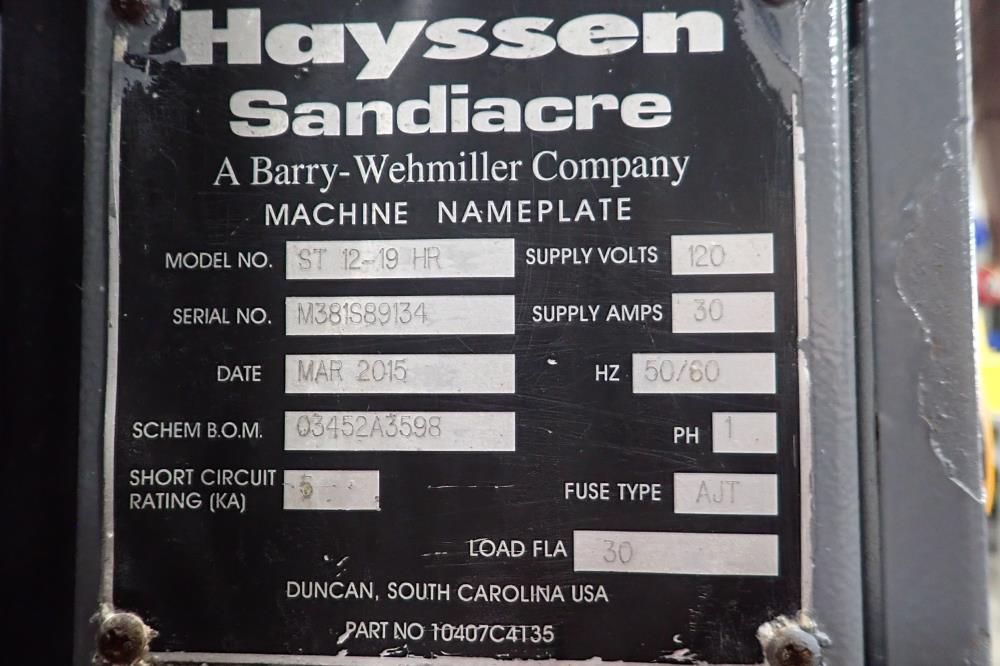 Hayssen
Sandiacre
A Barry-Wehmiller Company
MACHINE NAMEPLATE
MODEL NO. ST 12-19 HR SUPPLY VOLTS 120
SERIAL NO. M381S89134 SUPPLY AMPS 30
DATE MAR 2015 HZ 50/60
SCHEM B.O.M. 03452A3598 PH 1
SHORT CIRCUIT
RATING (KA) 5 FUSE TYPE AJT
LOAD FLA 30
DUNCAN, SOUTH CAROLINA USA
PART NO 10407C4T35